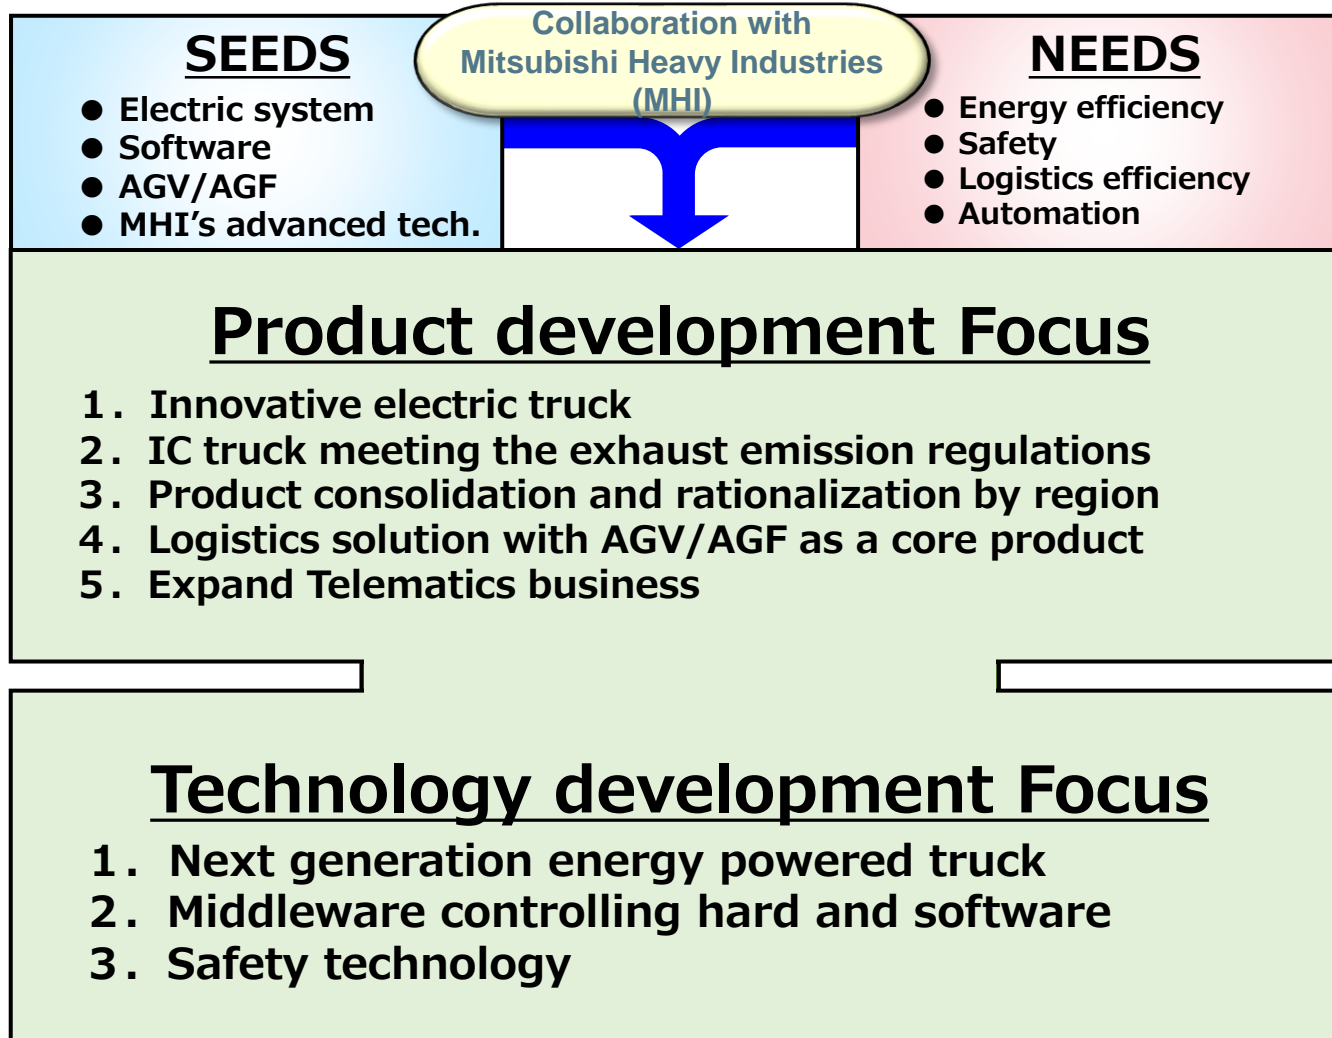 Collaboration with
Mitsubishi Heavy Industries
(MHI)
SEEDS
● Electric system
● Software
● AGV/AGF
● MHI’s advanced tech.
NEEDS
● Energy efficiency
● Safety
● Logistics efficiency
● Automation
Product development Focus
１．Innovative electric truck
２．IC truck meeting the exhaust emission regulations
３．Product consolidation and rationalization by region
４．Logistics solution with AGV/AGF as a core product
５．Expand Telematics business
Technology development Focus
１．Next generation energy powered truck
２．Middleware controlling hard and software
３．Safety technology